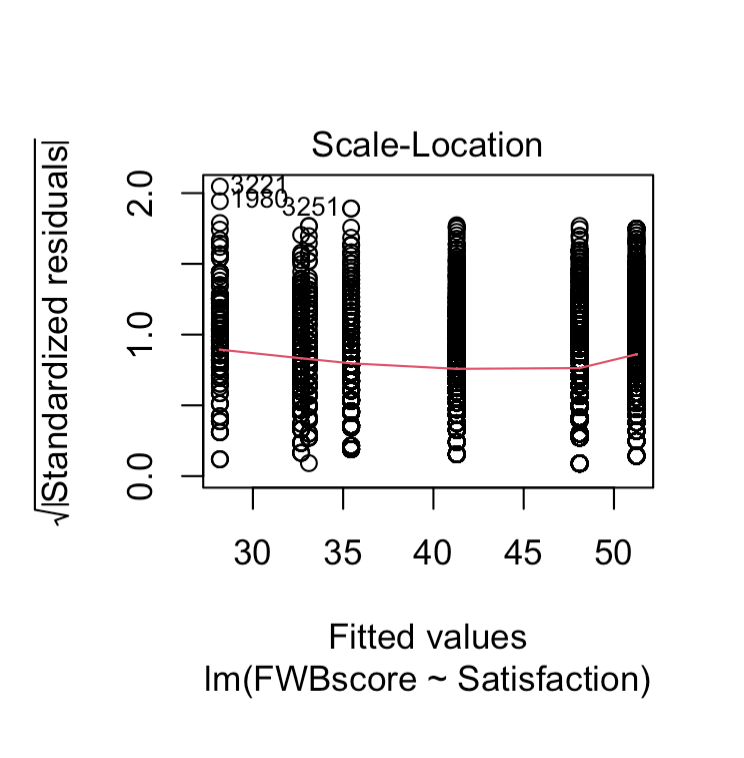 Scale-Location
√|Standardized residuals|
2.0
1.0
0.0
3221
1980
3251
30 35 40 45 50
Fitted values
lm(FWBscore ~ Satisfaction)